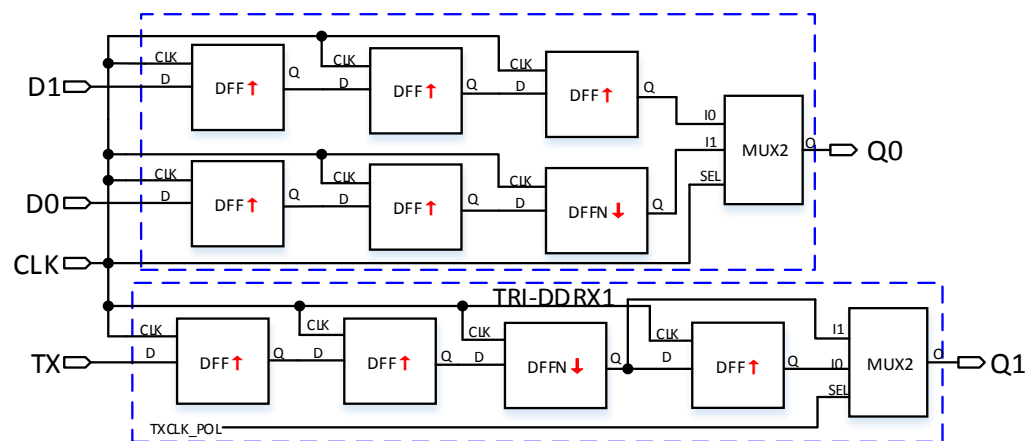 CLK
D
DFF
Q
CLK
D
DFF
Q
CLK
D
DFF
Q
D1
I0
I1
SEL
MUX2
O
Q0
CLK
D
DFF
Q
CLK
D
DFF
Q
CLK
D
DFFN
Q
D0
CLK
TRI-DDRX1
CLK
D
DFF
Q
CLK
D
DFF
Q
CLK
D
DFFN
Q
CLK
D
DFF
Q
TX
I1
I0
SEL
MUX2
O
Q1
TXCLK_POL